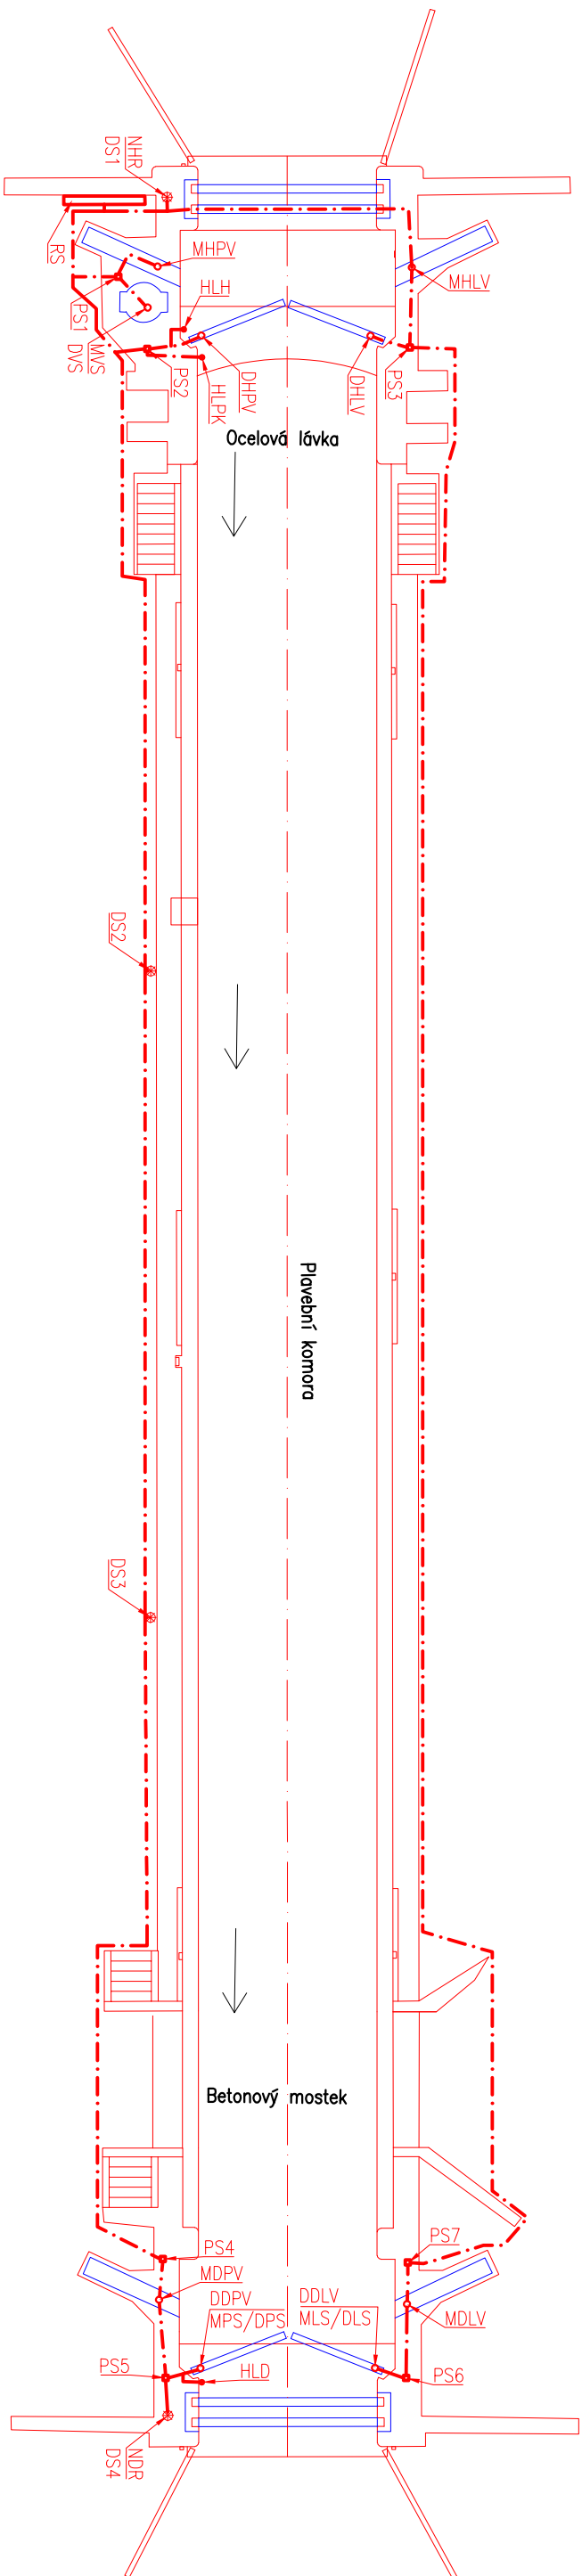 NHR
DS1
RS
MHPV
MHLV
HLH
PS1
MVS
DVS
PS2
HLPK
DHPV
DHLV
PS3
Ocelová lávka
DS2
Plavební komora
DS3
Betonový mostek
PS4
PS7
MDPV
DDPV
MPS/DPS
DDLV
MLS/DLS
MDLV
PS5
HLD
PS6
NDR
DS4